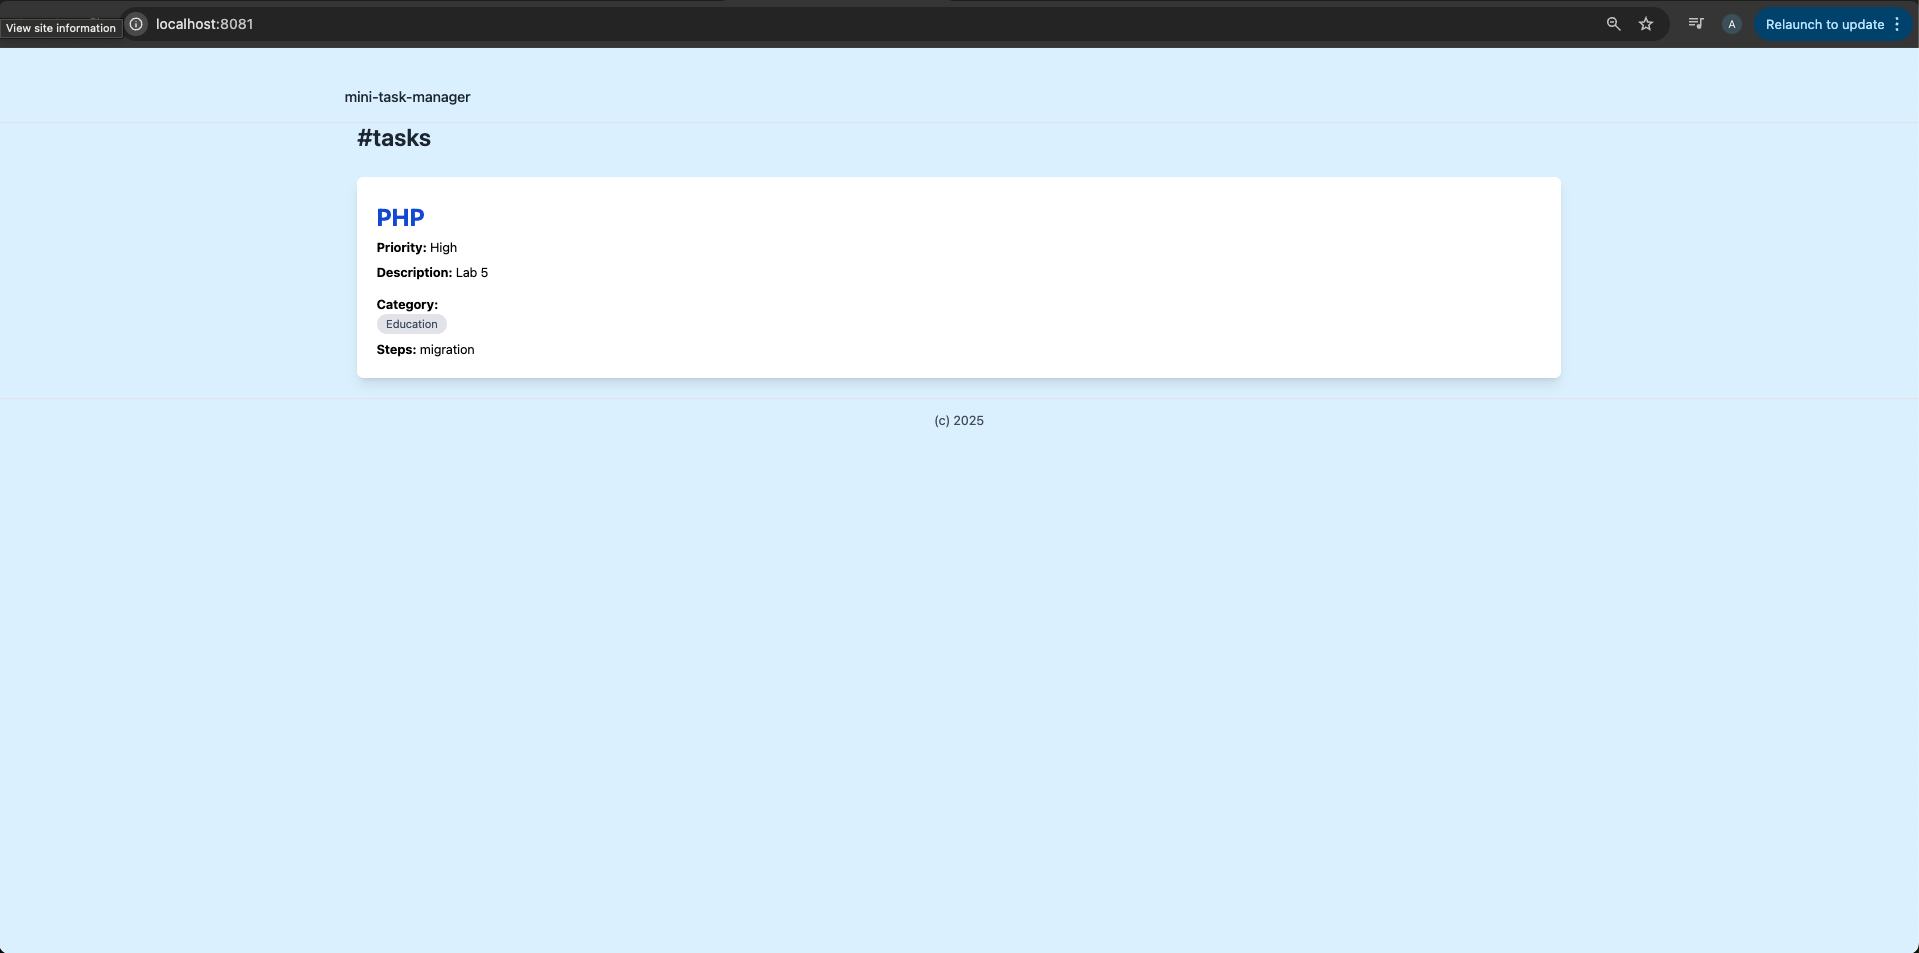 View site information
localhost:8081
A
Relaunch to update
mini-task-manager
#tasks
PHP
Priority: High
Description: Lab 5
Category:
Education
Steps: migration
(c) 2025